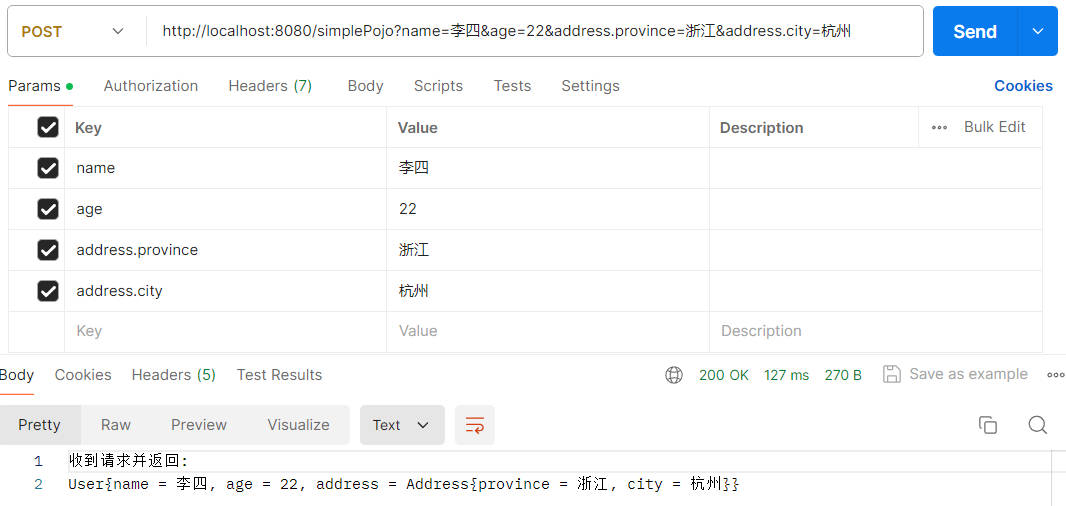 POST http://localhost:8080/simplePojo?name=李四&age=22&address.province=浙江&address.city=杭州 Send
Params Authorization Headers (7) Body Scripts Tests Settings Cookies
Key Value Description Bulk Edit
name 李四
age 22
address.province 浙江
address.city 杭州
Key Value Description
Body Cookies Headers (5) Test Results 200 OK 127 ms 270 B Save as example
Pretty Raw Preview Visualize Text
1 收到请求并返回:
2 User{name = 李四, age = 22, address = Address{province = 浙江, city = 杭州}}